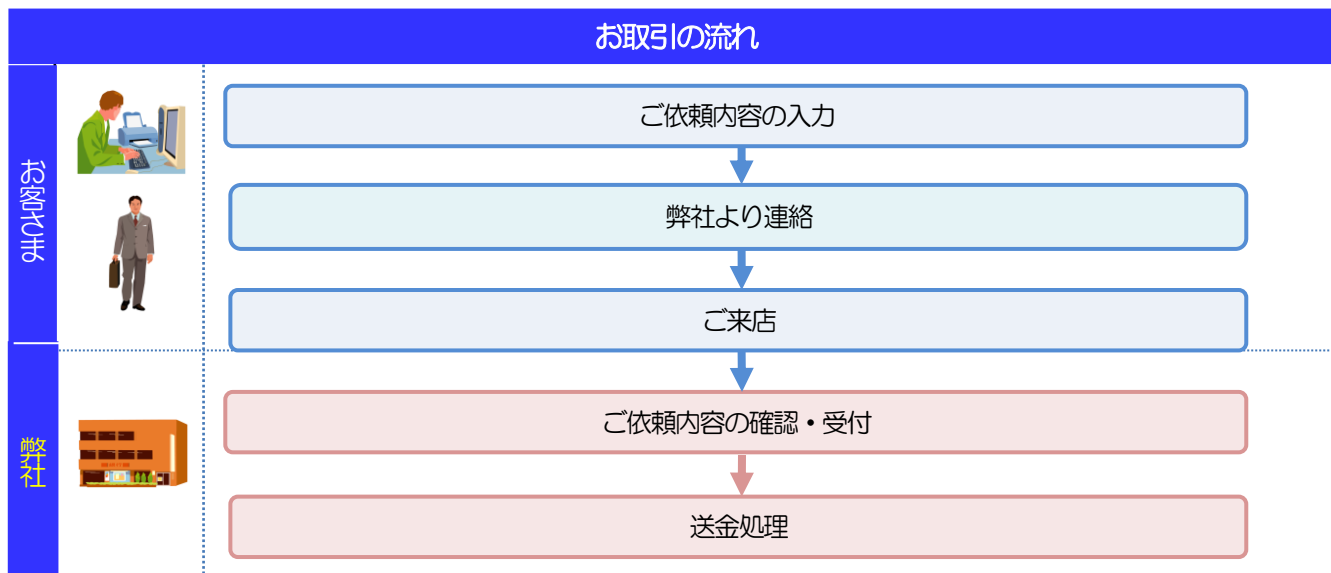 お取引の流れ
お客さま
ご依頼内容の入力
弊社より連絡
ご来店
弊社
ご依頼内容の確認・受付
送金処理